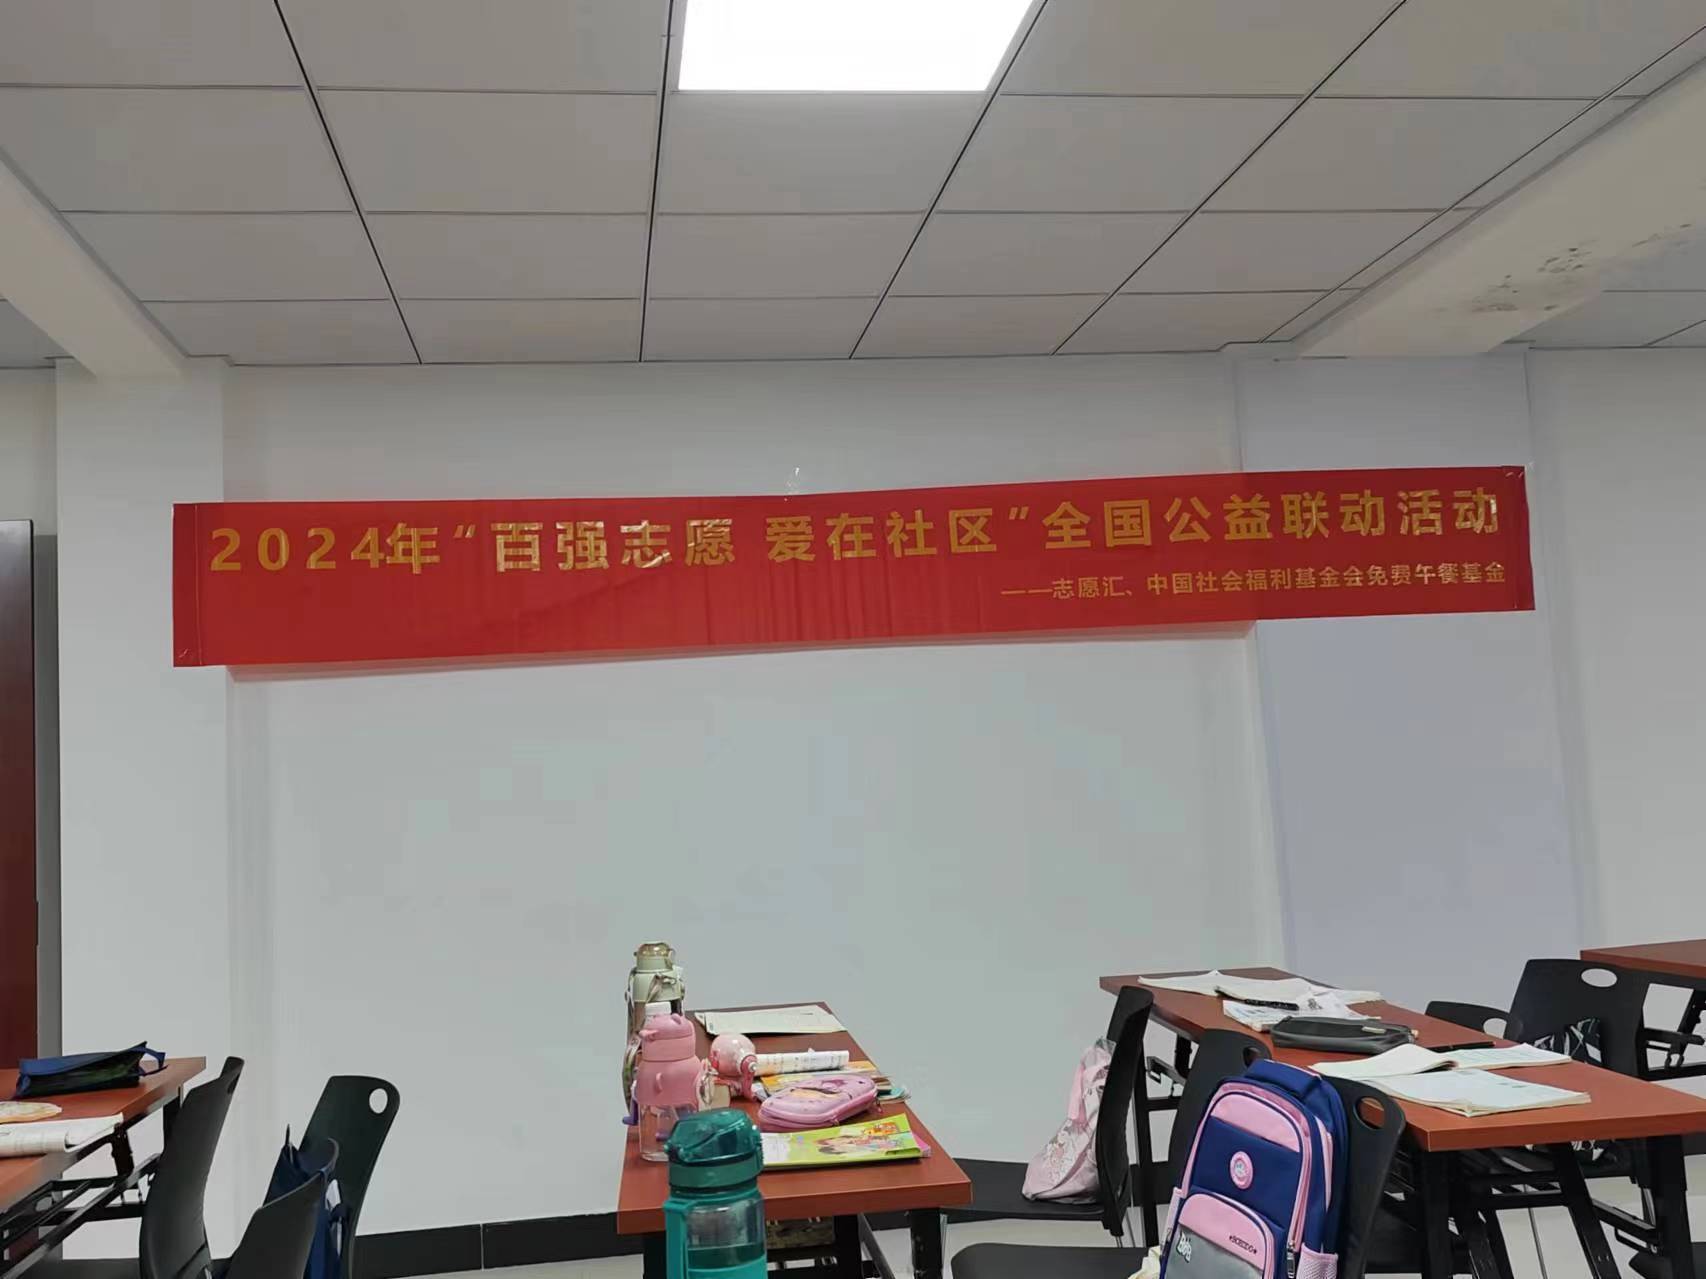 2024年“百强志愿 爱在社区”全国公益联动活动
——志愿汇、中国社会福利基金会免费午餐基金